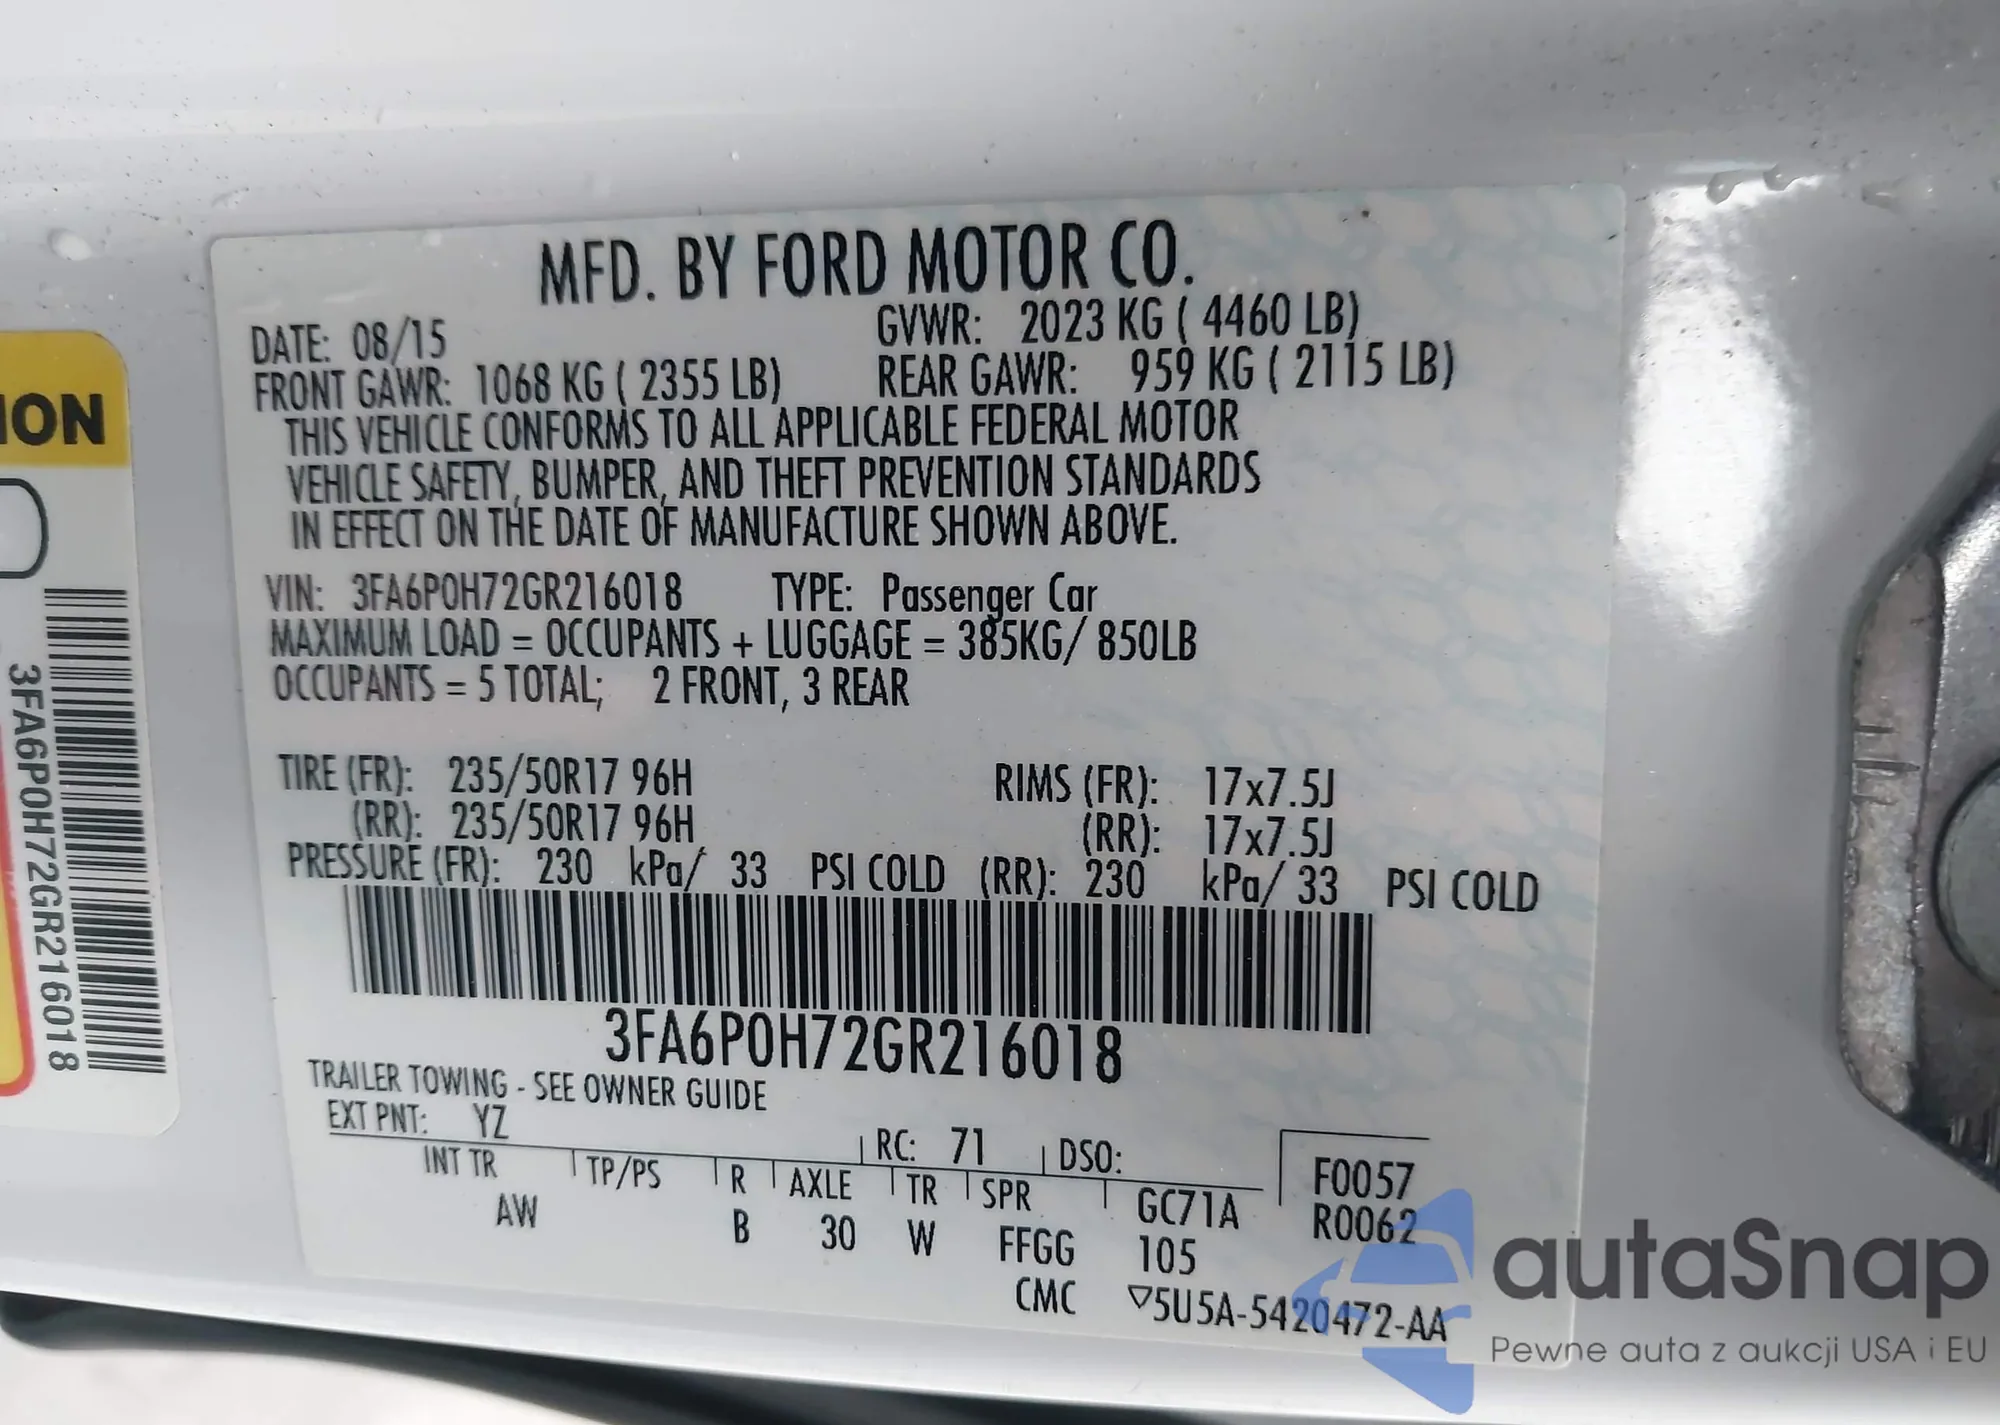 MFD. BY FORD MOTOR CO.
DATE: 08/15 GVWR: 2023 KG ( 4460 LB)
FRONT GAWR: 1068 KG ( 2355 LB) REAR GAWR: 959 KG ( 2115 LB)
THIS VEHICLE CONFORMS TO ALL APPLICABLE FEDERAL MOTOR
VEHICLE SAFETY, BUMPER, AND THEFT PREVENTION STANDARDS
IN EFFECT ON THE DATE OF MANUFACTURE SHOWN ABOVE.
VIN: 3FA6P0H72GR216018 TYPE: Passenger Car
MAXIMUM LOAD = OCCUPANTS + LUGGAGE = 385KG/ 850LB
OCCUPANTS = 5 TOTAL; 2 FRONT, 3 REAR
TIRE (FR): 235/50R17 96H RIMS (FR): 17x7.5J
(RR): 235/50R17 96H (RR): 17x7.5J
PRESSURE (FR): 230 kPa/ 33 PSI COLD (RR): 230 kPa/ 33 PSI COLD
3FA6P0H72GR216018
TRAILER TOWING - SEE OWNER GUIDE
EXT PNT: YZ RC: 71 DSO:
INT TR TP/PS R AXLE TR SPR GC71A F0057
AW B 30 W FFGG 105 R0062
CMC ▽5U5A-5420472-AA
ION
3FA6P0H72GR216018
autaSnap
Pewne auta z aukcji USA i EU